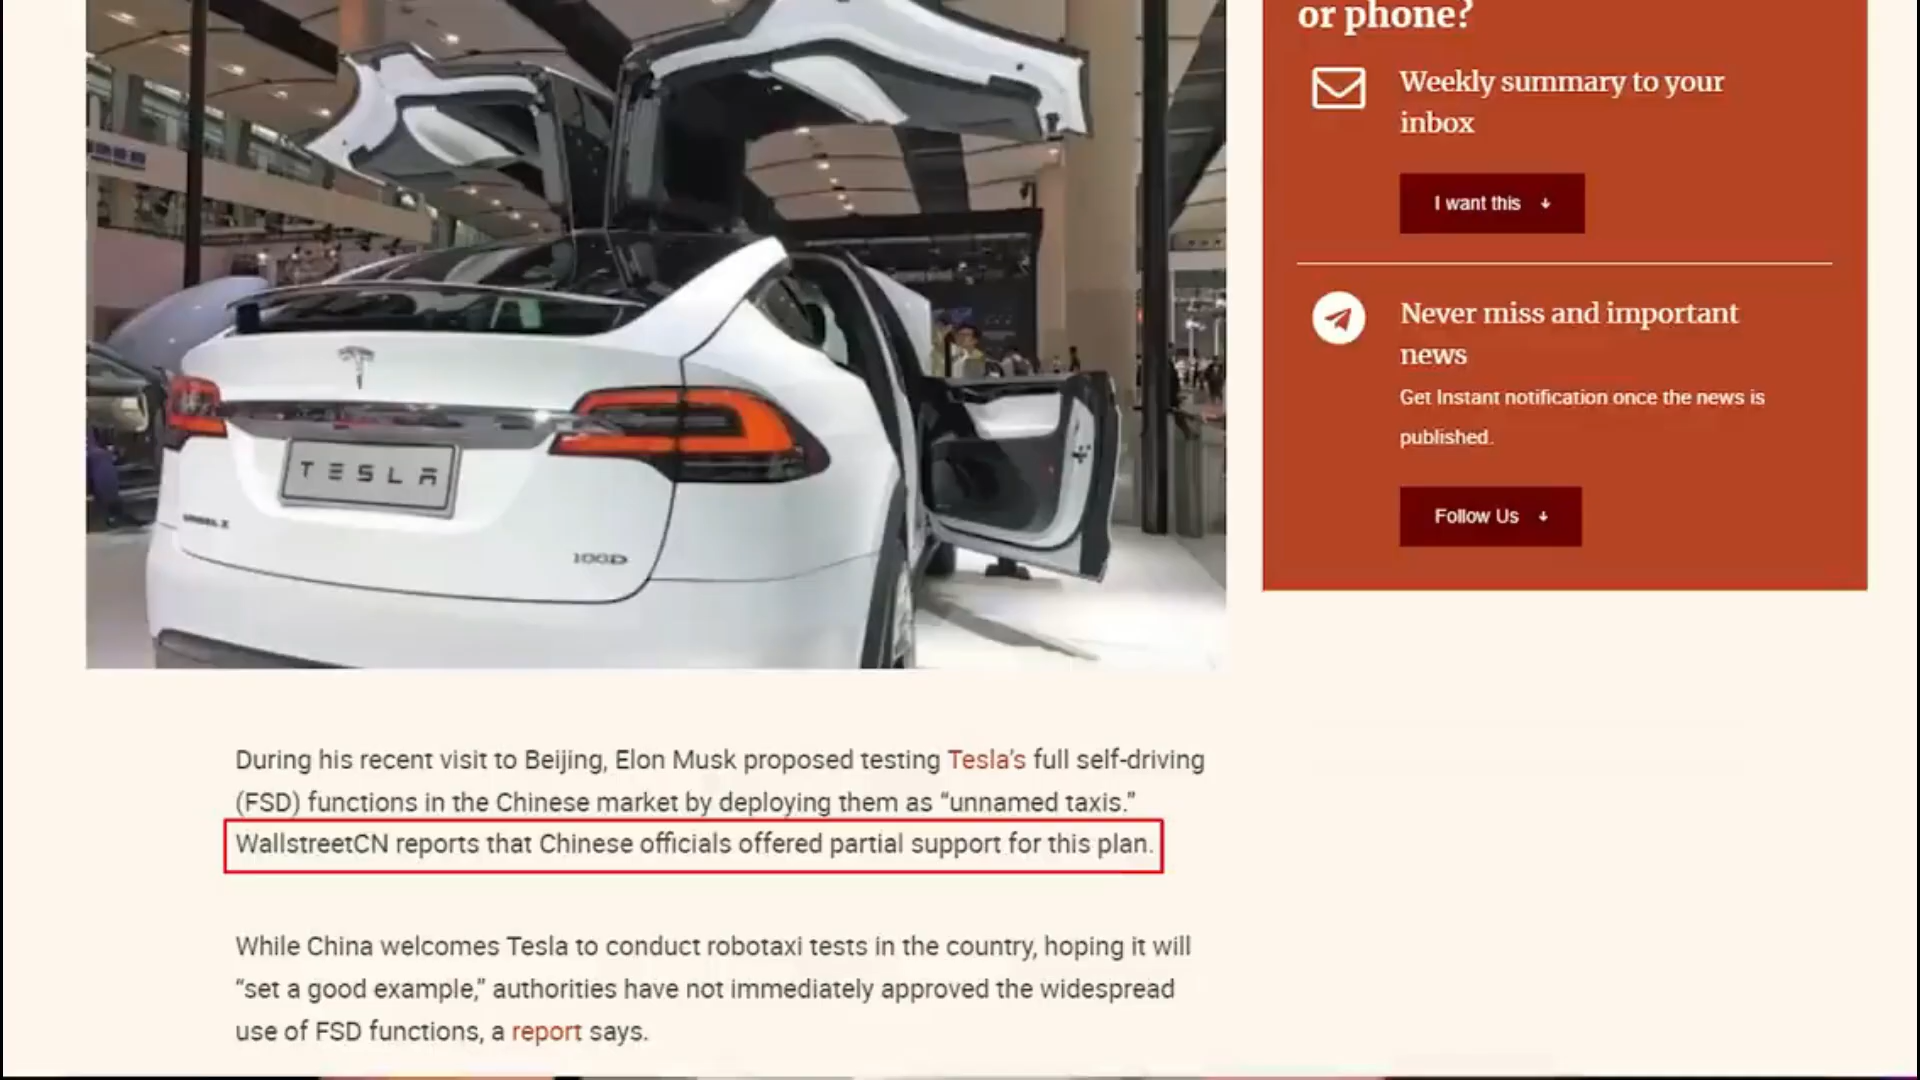 or phone?
Weekly summary to your
inbox
I want this
Never miss and important
news
Get Instant notification once the news is
published.
Follow Us
TESLA
MODEL X
100D
During his recent visit to Beijing, Elon Musk proposed testing Tesla’s full self-driving
(FSD) functions in the Chinese market by deploying them as “unnamed taxis.”
WallstreetCN reports that Chinese officials offered partial support for this plan.
While China welcomes Tesla to conduct robotaxi tests in the country, hoping it will
“set a good example,” authorities have not immediately approved the widespread
use of FSD functions, a report says.